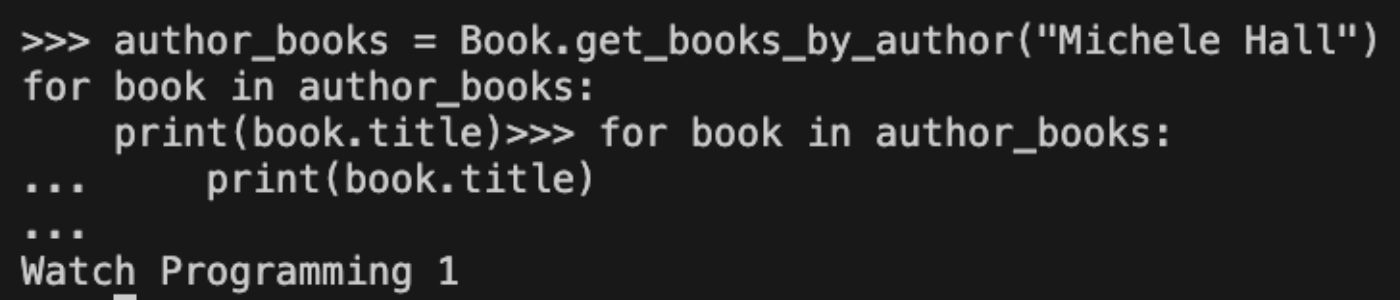 >>> author_books = Book.get_books_by_author("Michele Hall")
for book in author_books:
    print(book.title)>>> for book in author_books:
...     print(book.title)
...
Watch Programming 1